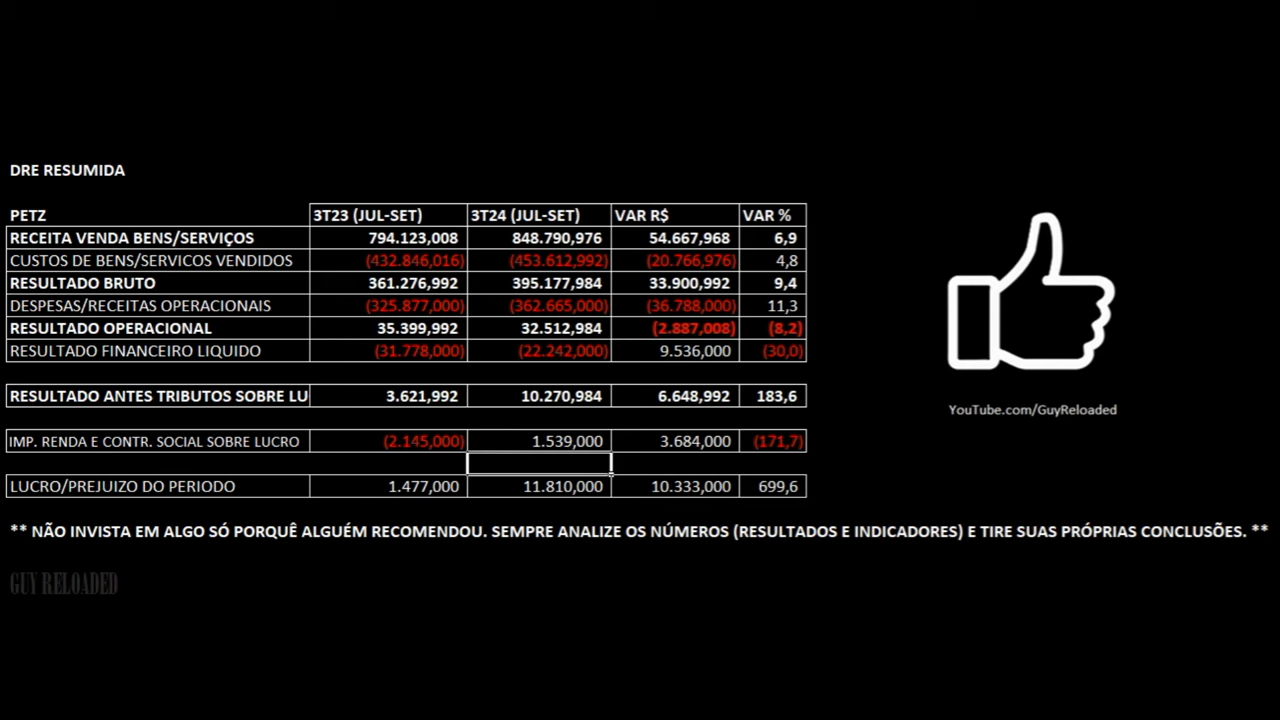 DRE RESUMIDA
PETZ 3T23 (JUL-SET) 3T24 (JUL-SET) VAR R$ VAR %
RECEITA VENDA BENS/SERVIÇOS 794.123,008 848.790,976 54.667,968 6,9
CUSTOS DE BENS/SERVICOS VENDIDOS (432.846,016) (453.612,992) (20.766,976) 4,8
RESULTADO BRUTO 361.276,992 395.177,984 33.900,992 9,4
DESPESAS/RECEITAS OPERACIONAIS (325.877,000) (362.665,000) (36.788,000) 11,3
RESULTADO OPERACIONAL 35.399,992 32.512,984 (2.887,008) (8,2)
RESULTADO FINANCEIRO LIQUIDO (31.778,000) (22.242,000) 9.536,000 (30,0)
RESULTADO ANTES TRIBUTOS SOBRE LU 3.621,992 10.270,984 6.648,992 183,6
IMP. RENDA E CONTR. SOCIAL SOBRE LUCRO (2.145,000) 1.539,000 3.684,000 (171,7)
LUCRO/PREJUIZO DO PERIODO 1.477,000 11.810,000 10.333,000 699,6
YouTube.com/GuyReloaded
** NÃO INVISTA EM ALGO SÓ PORQUÊ ALGUÉM RECOMENDOU. SEMPRE ANALIZE OS NÚMEROS (RESULTADOS E INDICADORES) E TIRE SUAS PRÓPRIAS CONCLUSÕES. **
GUY RELOADED